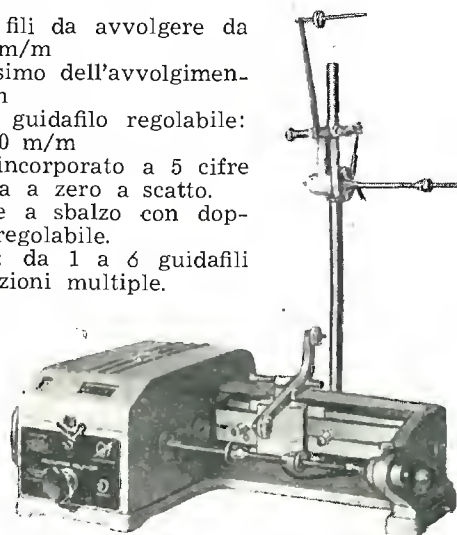 fili da avvolgere da
m/m
simo dell'avvolgimen-
guidafilo regolabile:
0 m/m
incorporato a 5 cifre
a a zero a scatto.
e a sbalzo con dop-
regolabile.
: da 1 a 6 guidafili
zioni multiple.